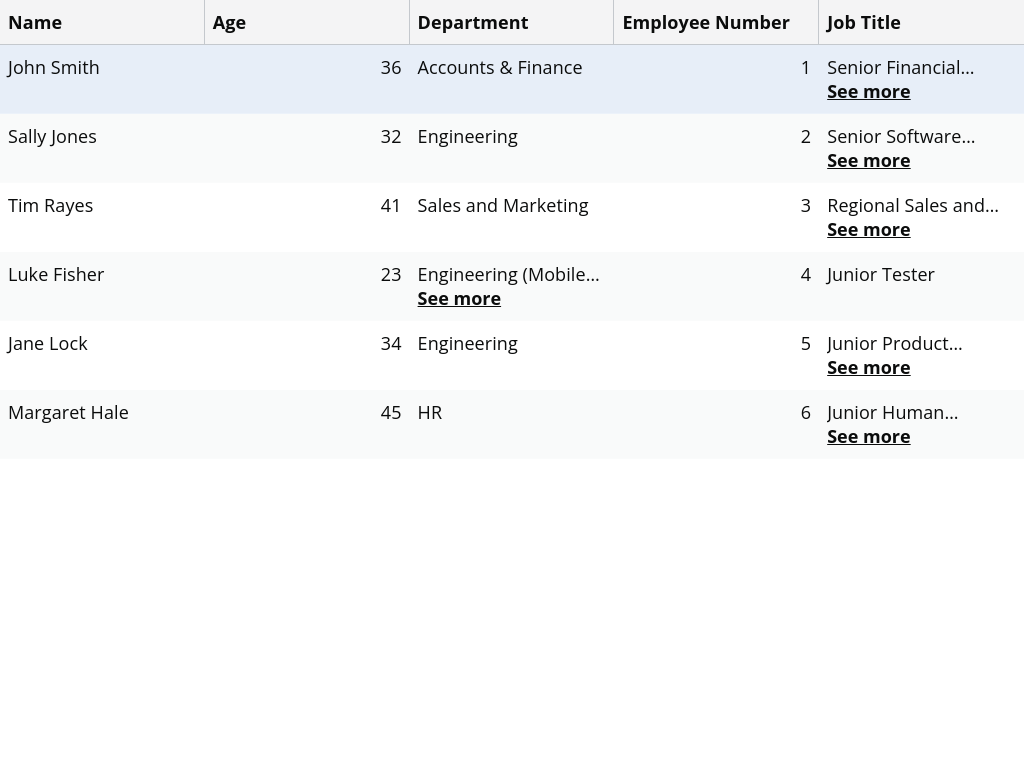 Name Age Department Employee Number Job Title
John Smith 36 Accounts & Finance 1 Senior Financial...
See more
Sally Jones 32 Engineering 2 Senior Software...
See more
Tim Rayes 41 Sales and Marketing 3 Regional Sales and...
See more
Luke Fisher 23 Engineering (Mobile... 4 Junior Tester
See more
Jane Lock 34 Engineering 5 Junior Product...
See more
Margaret Hale 45 HR 6 Junior Human...
See more